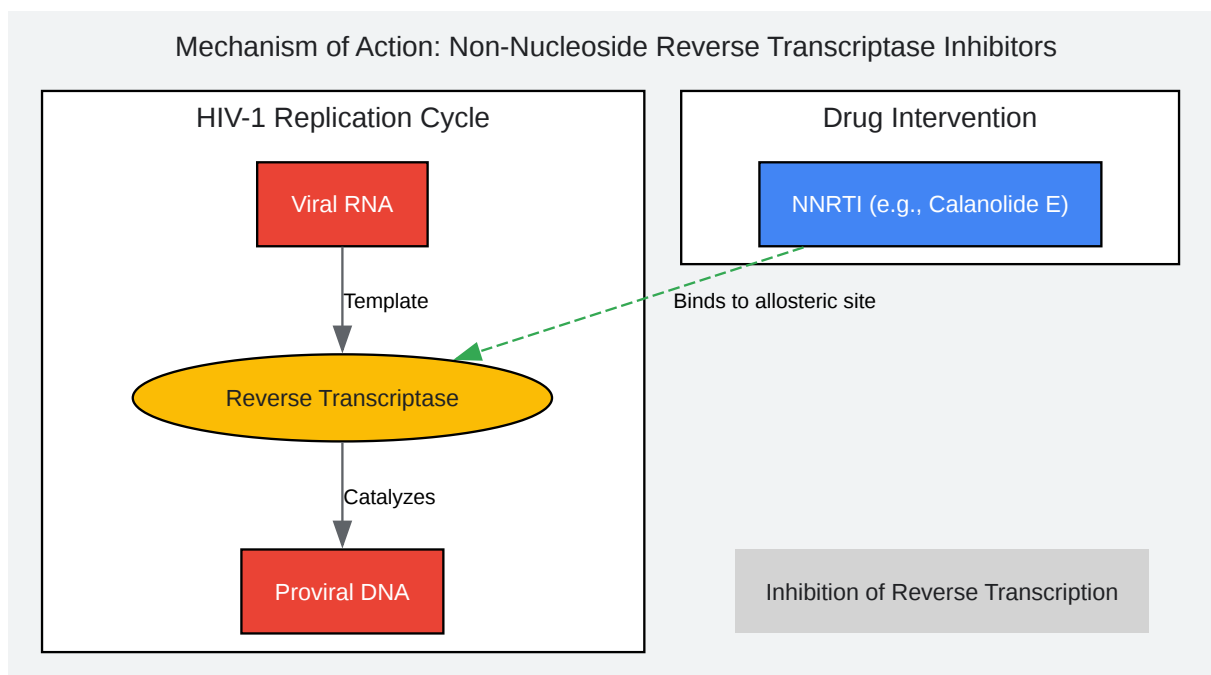 Mechanism of Action: Non-Nucleoside Reverse Transcriptase Inhibitors
HIV-1 Replication Cycle
Viral RNA
Template
Reverse Transcriptase
Catalyzes
Proviral DNA
Drug Intervention
NNRTI (e.g., Calanolide E)
Binds to allosteric site
Inhibition of Reverse Transcription